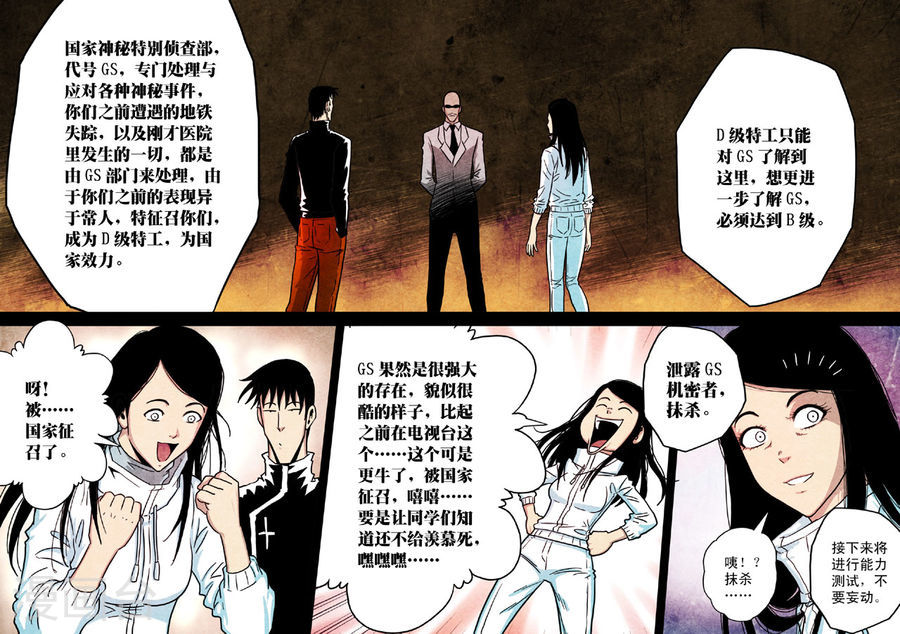 国家神秘特别侦查部，
代号GS，专门处理与
应对各种神秘事件，
你们之前遭遇的地铁
失踪，以及刚才医院
里发生的一切，都是
由GS部门来处理，由
于你们之前的表现异
于常人，特征召你们，
成为D级特工，为国
家效力。
D级特工只能
对GS了解到
这里，想更进
一步了解GS，
必须达到B级。
呀！
被……
国家征
召了。
GS果然是很强大
的存在，貌似很
酷的样子，比起
之前在电视台这
个……这个可是
更牛了，被国家
征召，嘻嘻……
要是让同学们知
道还不给羡慕死，
嘿嘿嘿……
泄露GS
机密者，
抹杀。
咦！？
抹杀
……
接下来将
进行能力
测试，不
要妄动。
漫画台